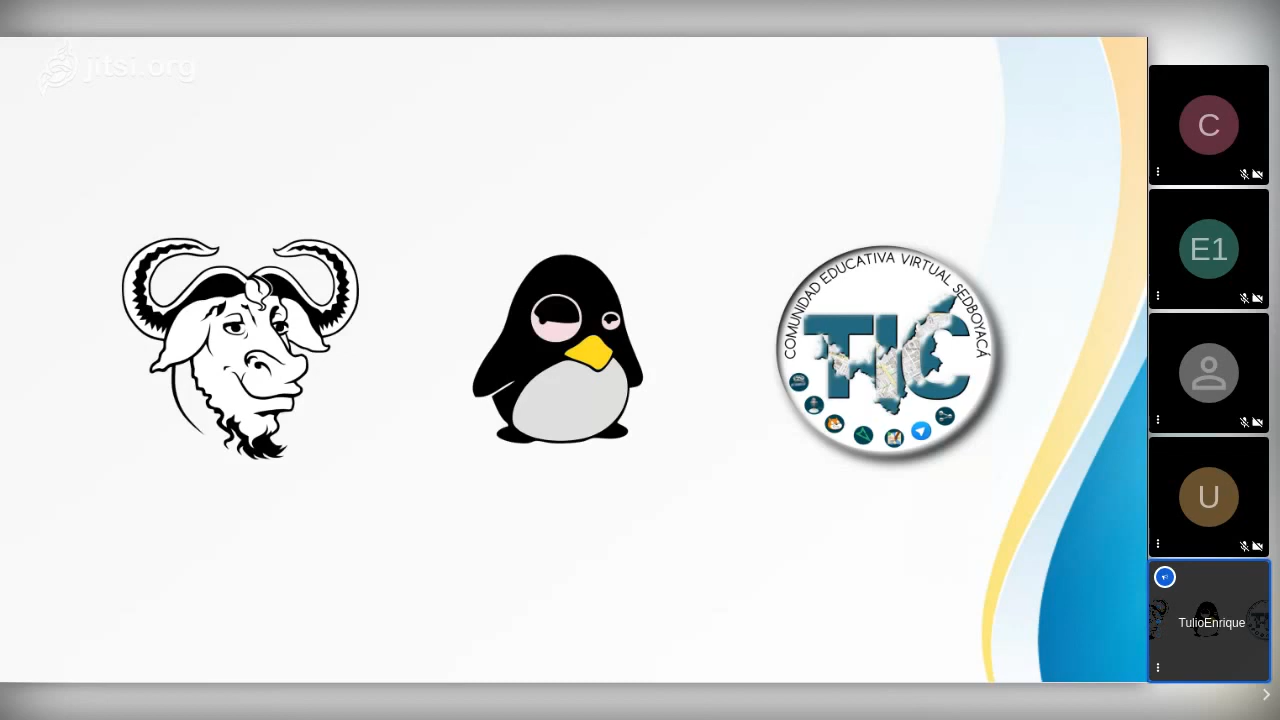 jitsi.org
COMUNIDAD EDUCATIVA VIRTUAL SEDBOYACÁ
TIC
C
E1
U
TulioEnrique